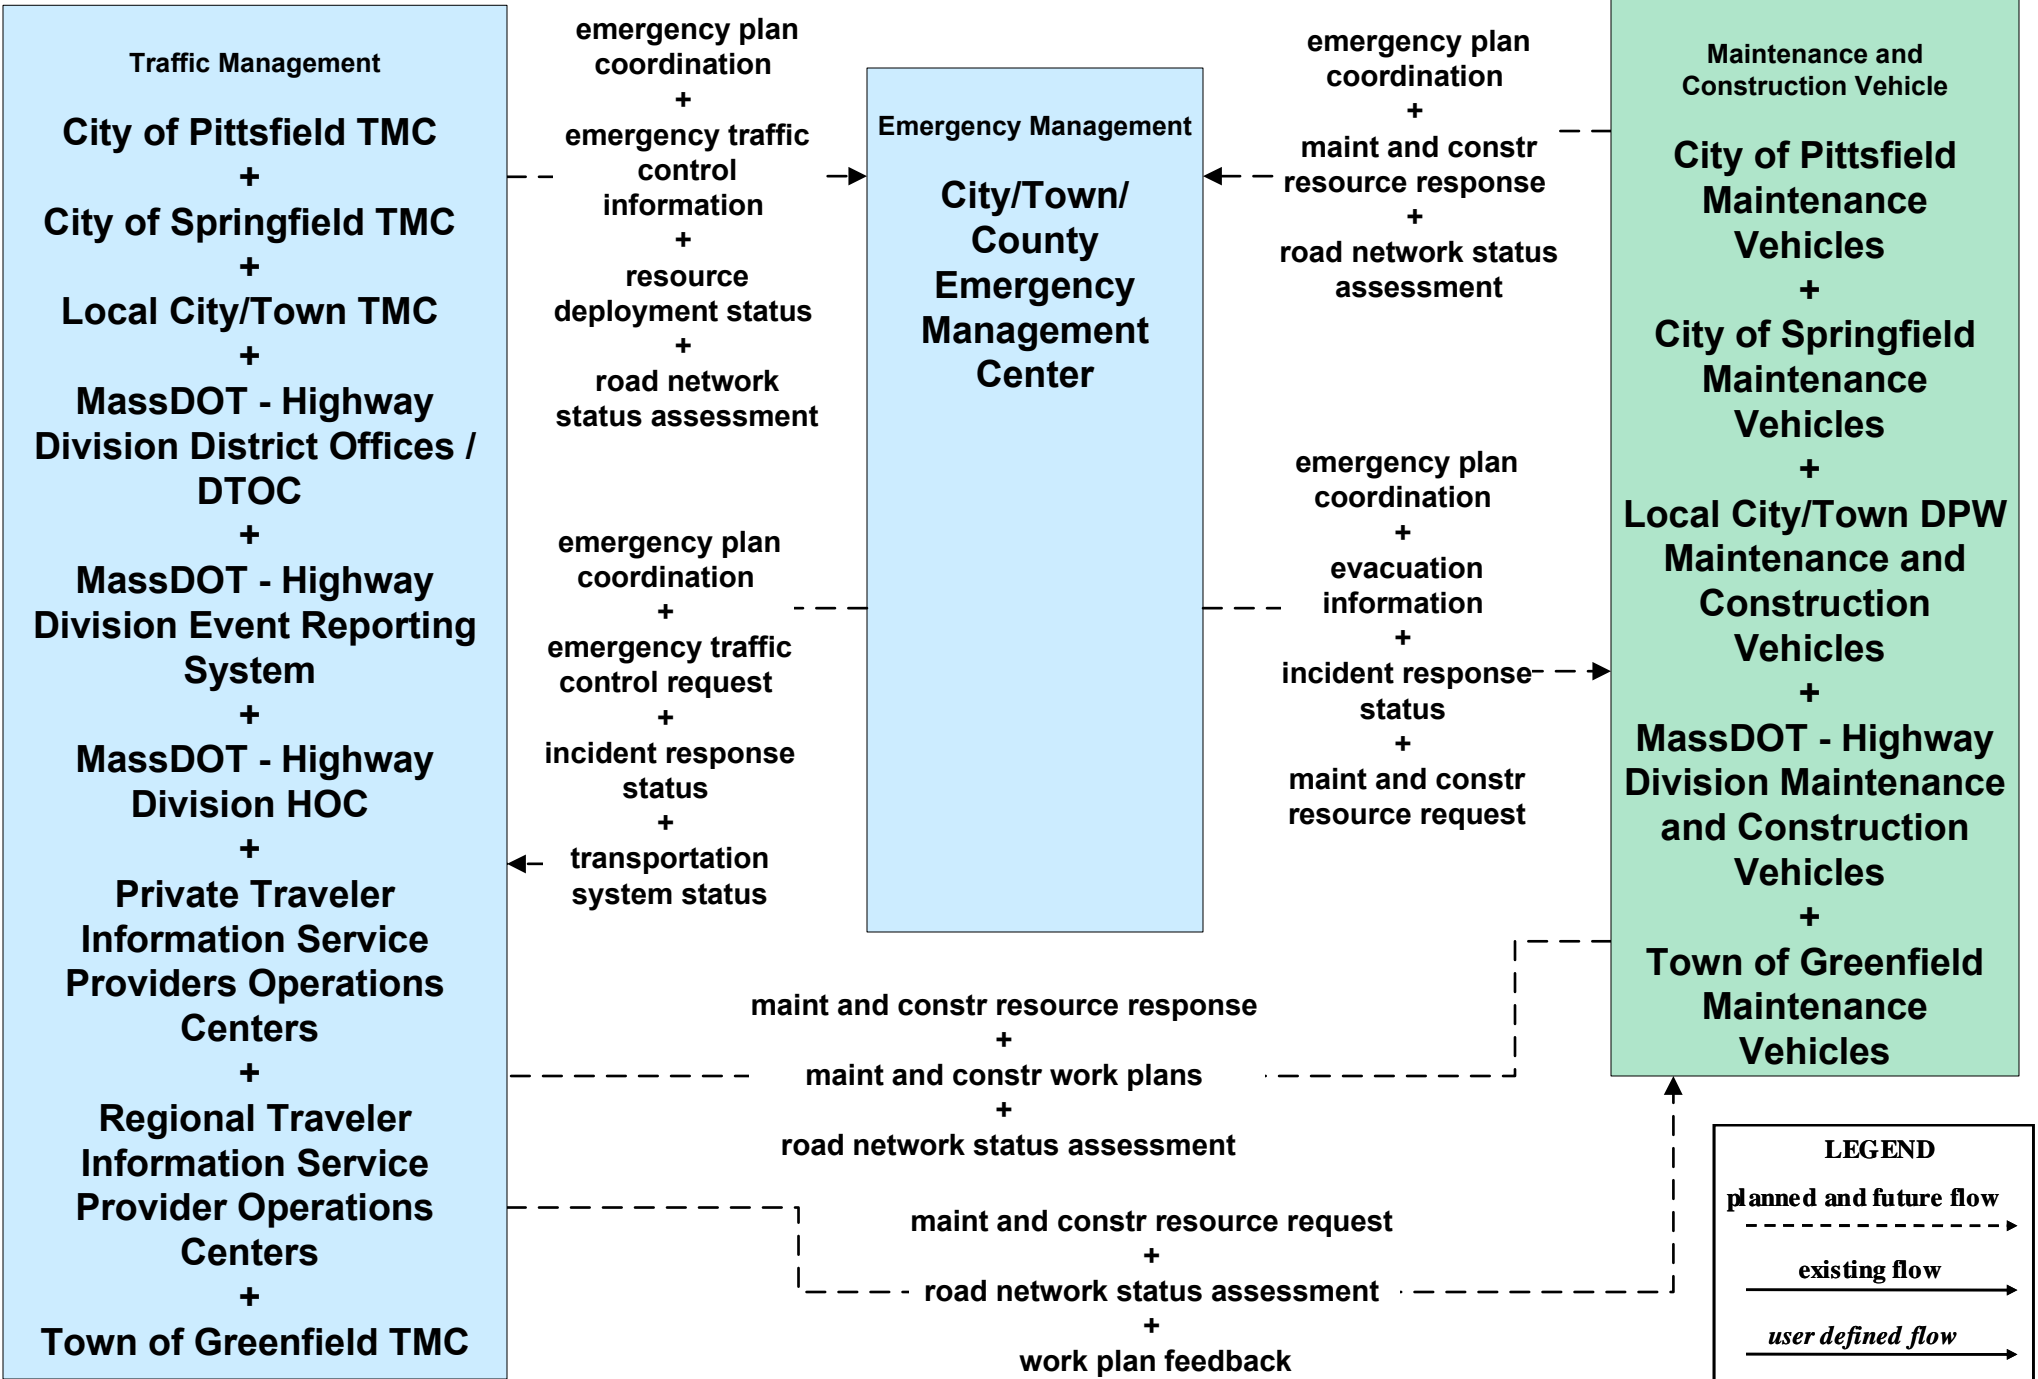 Traffic Management
City of Pittsfield TMC
+
City of Springfield TMC
+
Local City/Town TMC
+
MassDOT - Highway
Division District Offices /
DTOC
+
MassDOT - Highway
Division Event Reporting
System
+
MassDOT - Highway
Division HOC
+
Private Traveler
Information Service
Providers Operations
Centers
+
Regional Traveler
Information Service
Provider Operations
Centers
+
Town of Greenfield TMC
emergency plan
coordination
+
emergency traffic
control
information
+
resource
deployment status
+
road network
status assessment
emergency plan
coordination
+
emergency traffic
control request
+
incident response
status
+
transportation
system status
Emergency Management
City/Town/
County
Emergency
Management
Center
emergency plan
coordination
+
maint and constr
resource response
+
road network status
assessment
emergency plan
coordination
+
evacuation
information
+
incident response
status
+
maint and constr
resource request
maint and constr resource response
+
maint and constr work plans
+
road network status assessment
maint and constr resource request
+
road network status assessment
+
work plan feedback
Maintenance and
Construction Vehicle
City of Pittsfield
Maintenance
Vehicles
+
City of Springfield
Maintenance
Vehicles
+
Local City/Town DPW
Maintenance and
Construction
Vehicles
+
MassDOT - Highway
Division Maintenance
and Construction
Vehicles
+
Town of Greenfield
Maintenance
Vehicles
LEGEND
planned and future flow
existing flow
user defined flow